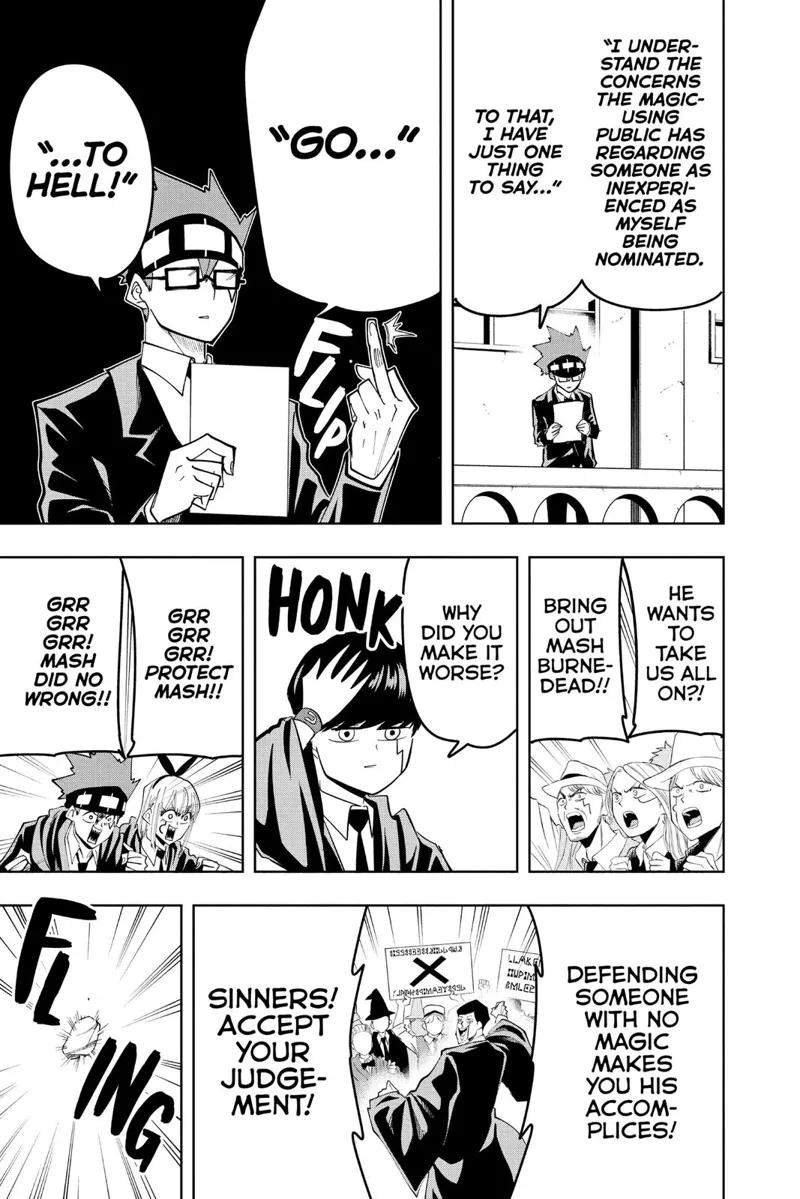 "I UNDER-
STAND THE
CONCERNS
THE MAGIC-
USING
PUBLIC HAS
REGARDING
SOMEONE AS
INEXPERI-
ENCED AS
MYSELF
BEING
NOMINATED.
TO THAT,
I HAVE
JUST ONE
THING
TO SAY..."
"GO..."
"...TO
HELL!"
FLIP
HE
WANTS
TO
TAKE
US ALL
ON?!
BRING
OUT
MASH
BURNE-
DEAD!!
WHY
DID YOU
MAKE IT
WORSE?
HONK
GRR
GRR
GRR!
PROTECT
MASH!!
GRR
GRR
GRR!
MASH
DID NO
WRONG!!
DEFENDING
SOMEONE
WITH NO
MAGIC
MAKES
YOU HIS
ACCOM-
PLICES!
SINNERS!
ACCEPT
YOUR
JUDGE-
MENT!
FLING